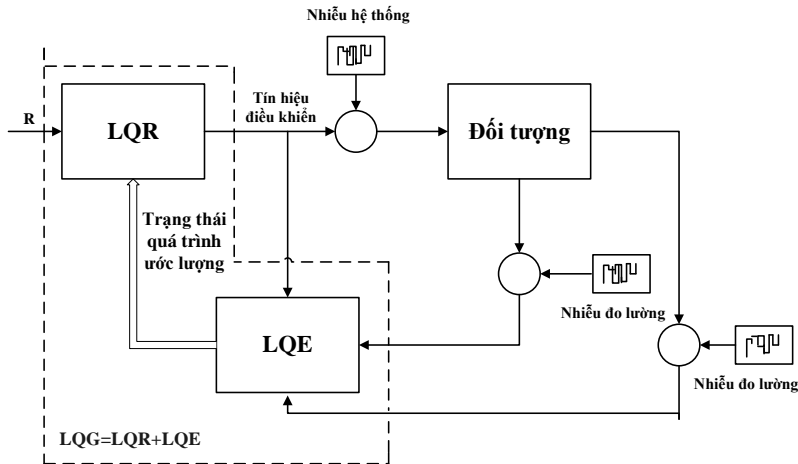 Nhiễu hệ thống
R
LQR
Tín hiệu
điều khiển
Đối tượng
Trạng thái
quá trình
ước lượng
Nhiễu đo lường
LQE
Nhiễu đo lường
LQG=LQR+LQE